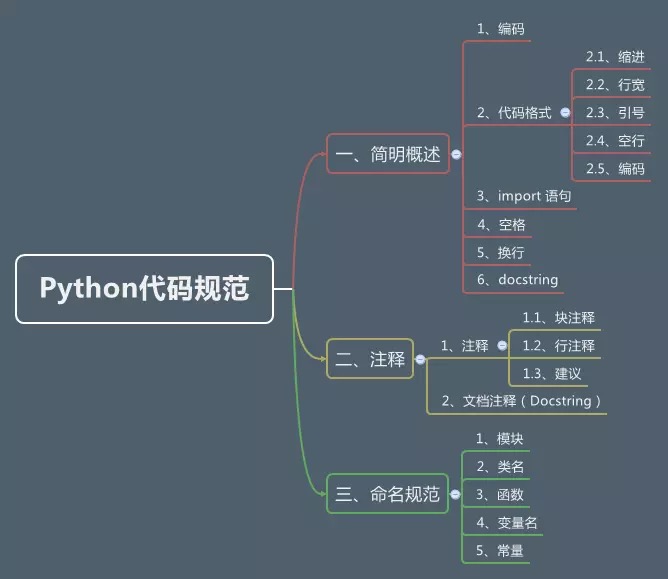 Python代码规范
一、简明概述
1、编码
2、代码格式
2.1、缩进
2.2、行宽
2.3、引号
2.4、空行
2.5、编码
3、import 语句
4、空格
5、换行
6、docstring
二、注释
1、注释
1.1、块注释
1.2、行注释
1.3、建议
2、文档注释（Docstring）
三、命名规范
1、模块
2、类名
3、函数
4、变量名
5、常量